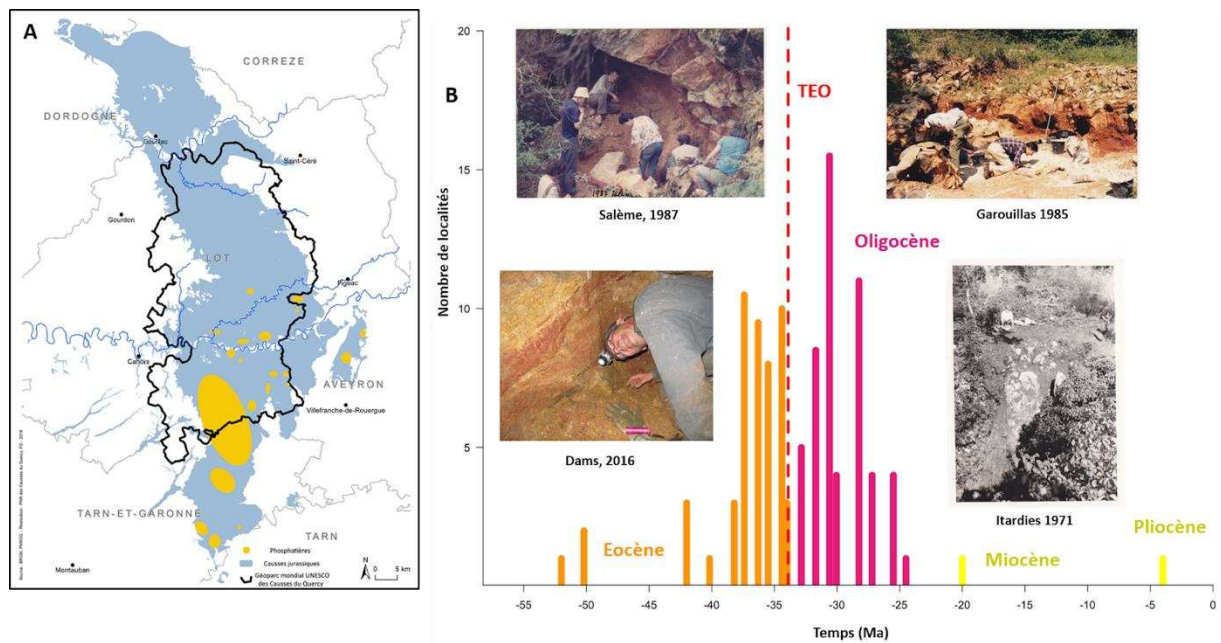 A
CORREZE
DORDOGNE
Souillac
Saint-Céré
Gourdon
LOT
Figeac
Cahors
AVEYRON
Villefranche-de-Rouergue
TARN-ET-GARONNE
TARN
Montauban
Phosphatières
Causses jurassiques
Géoparc mondial UNESCO
des Causses du Quercy
N
0 5 km
B
Nombre de localités
20
15
10
5
TEO
Salème, 1987
Garouillas 1985
Oligocène
Dams, 2016
Itardies 1971
Eocène
Miocène
Pliocène
-55 -50 -45 -40 -35 -30 -25 -20 -15 -10 -5 0
Temps (Ma)